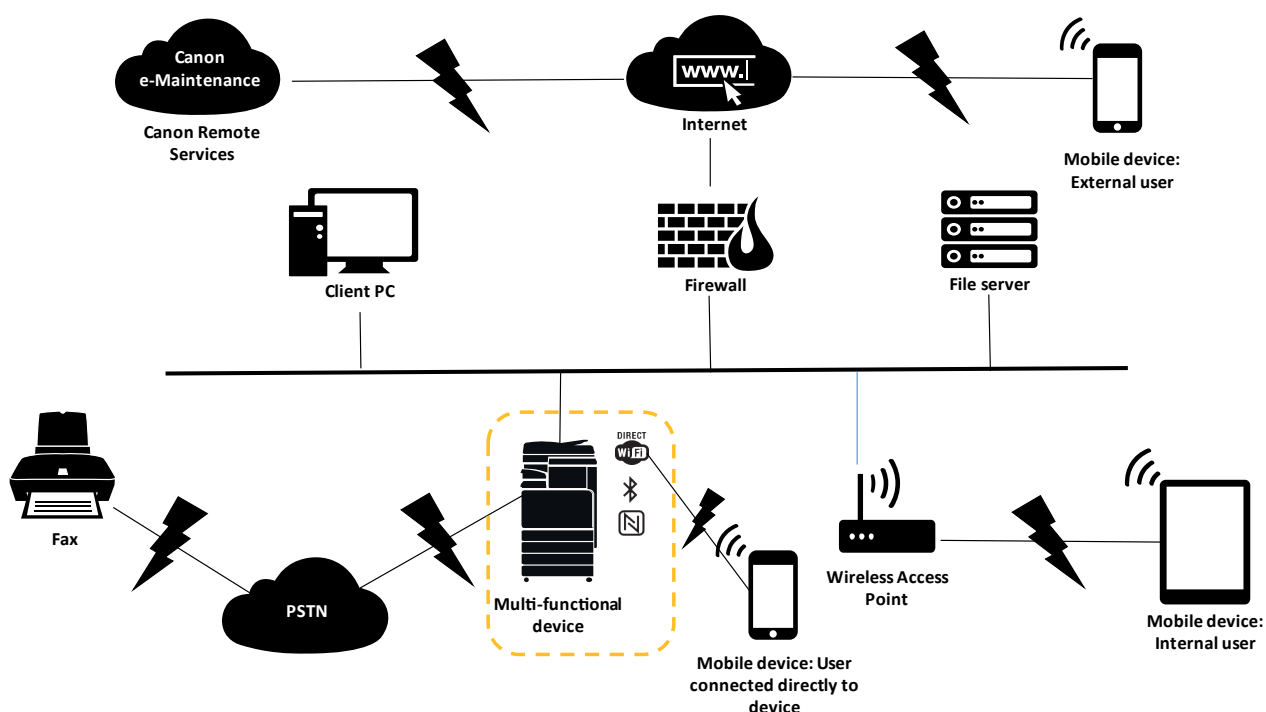 Canon
e-Maintenance
Canon Remote
Services
www.
Internet
Mobile device:
External user
Client PC
Firewall
File server
Fax
PSTN
DIRECT
WiFi
Multi-functional
device
Mobile device: User
connected directly to
device
Wireless Access
Point
Mobile device:
Internal user